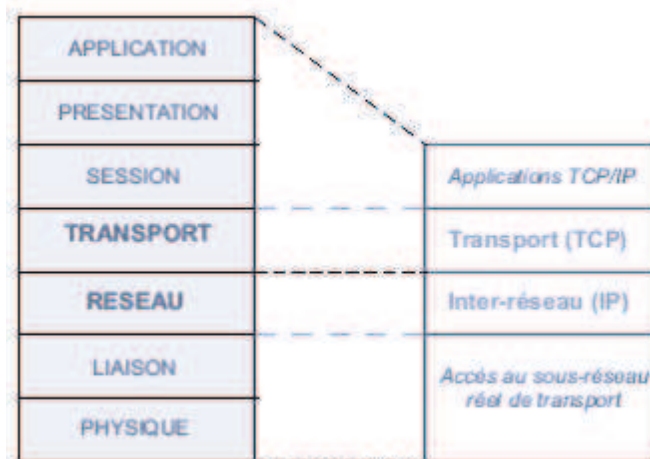 APPLICATION
PRESENTATION
SESSION
TRANSPORT
RESEAU
LIAISON
PHYSIQUE
Applications TCP/IP
Transport (TCP)
Inter-réseau (IP)
Accès au sous-réseau
réel de transport